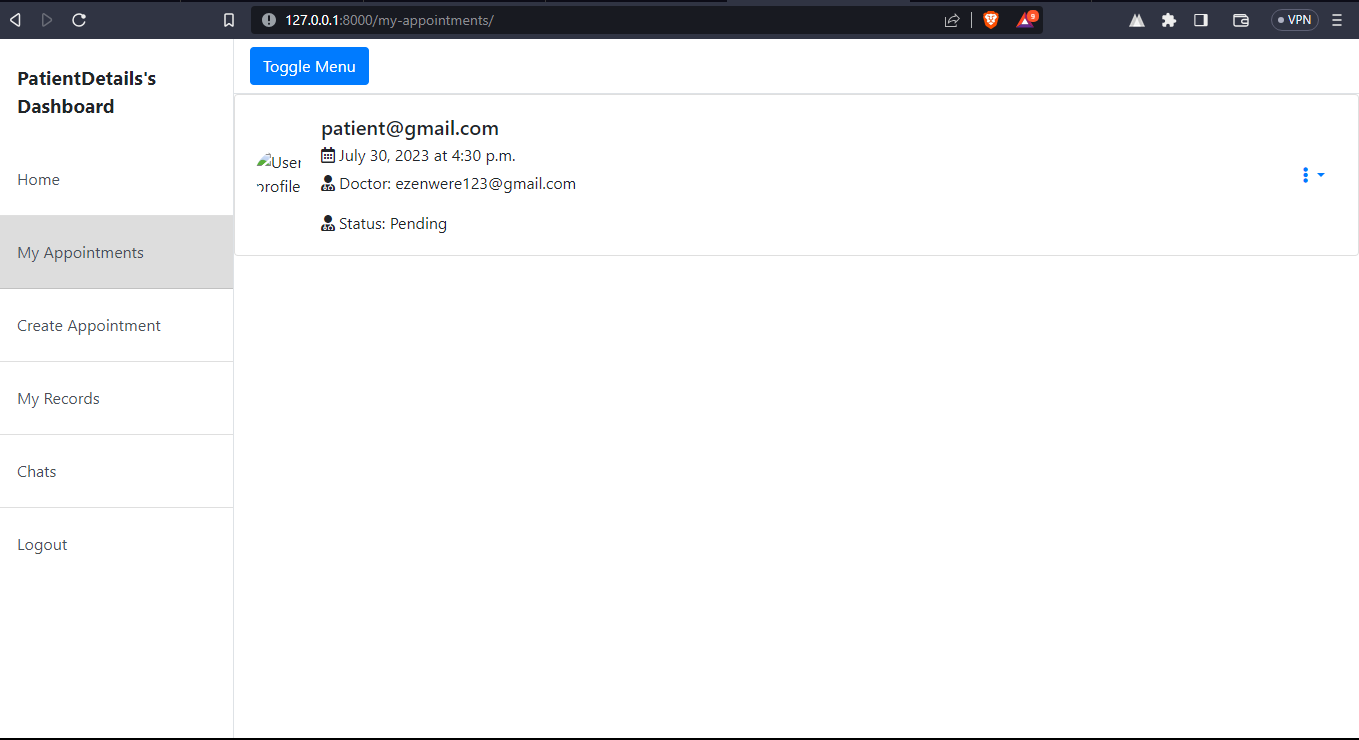 127.0.0.1:8000/my-appointments/
9
VPN
PatientDetails's
Dashboard
Home
My Appointments
Create Appointment
My Records
Chats
Logout
Toggle Menu
patient@gmail.com
July 30, 2023 at 4:30 p.m.
User
profile
Doctor: ezenwere123@gmail.com
Status: Pending